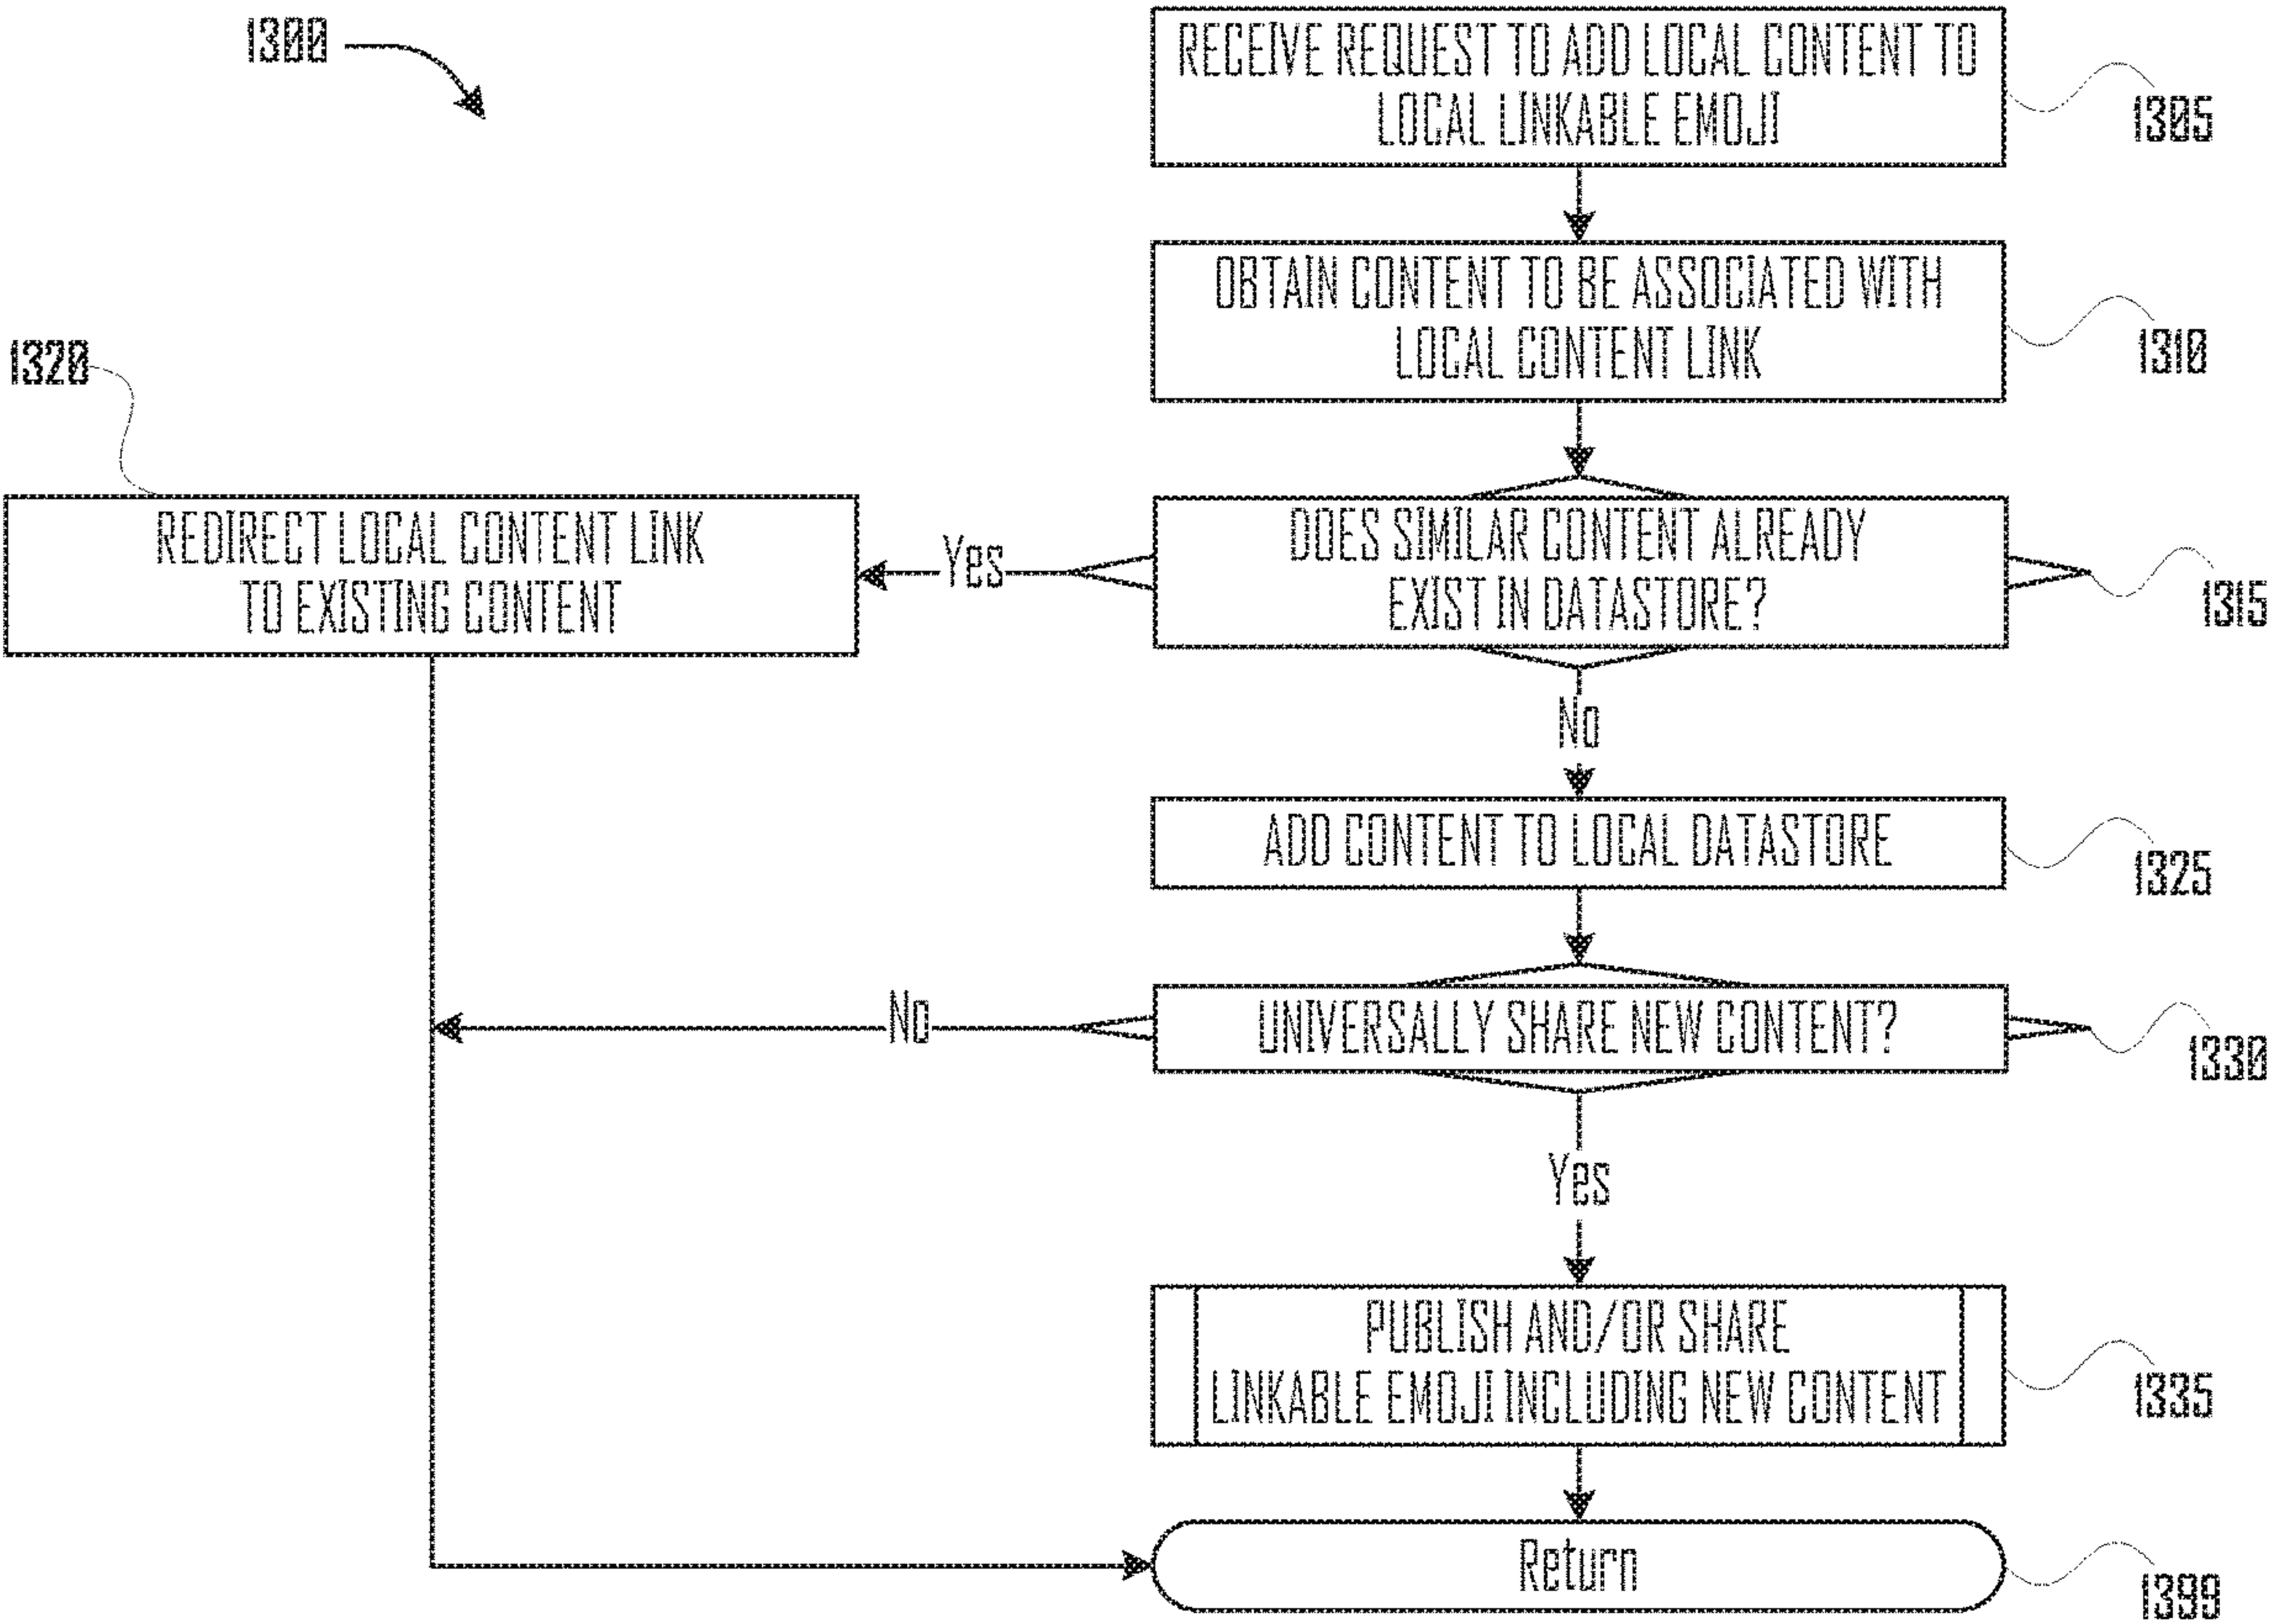 1300
RECEIVE REQUEST TO ADD LOCAL CONTENT TO
LOCAL LINKABLE EMOJI
1305
OBTAIN CONTENT TO BE ASSOCIATED WITH
LOCAL CONTENT LINK
1310
1320
REDIRECT LOCAL CONTENT LINK
TO EXISTING CONTENT
Yes
DOES SIMILAR CONTENT ALREADY
EXIST IN DATASTORE?
1315
No
ADD CONTENT TO LOCAL DATASTORE
1325
No
UNIVERSALLY SHARE NEW CONTENT?
1330
Yes
PUBLISH AND/OR SHARE
LINKABLE EMOJI INCLUDING NEW CONTENT
1335
Return
1399